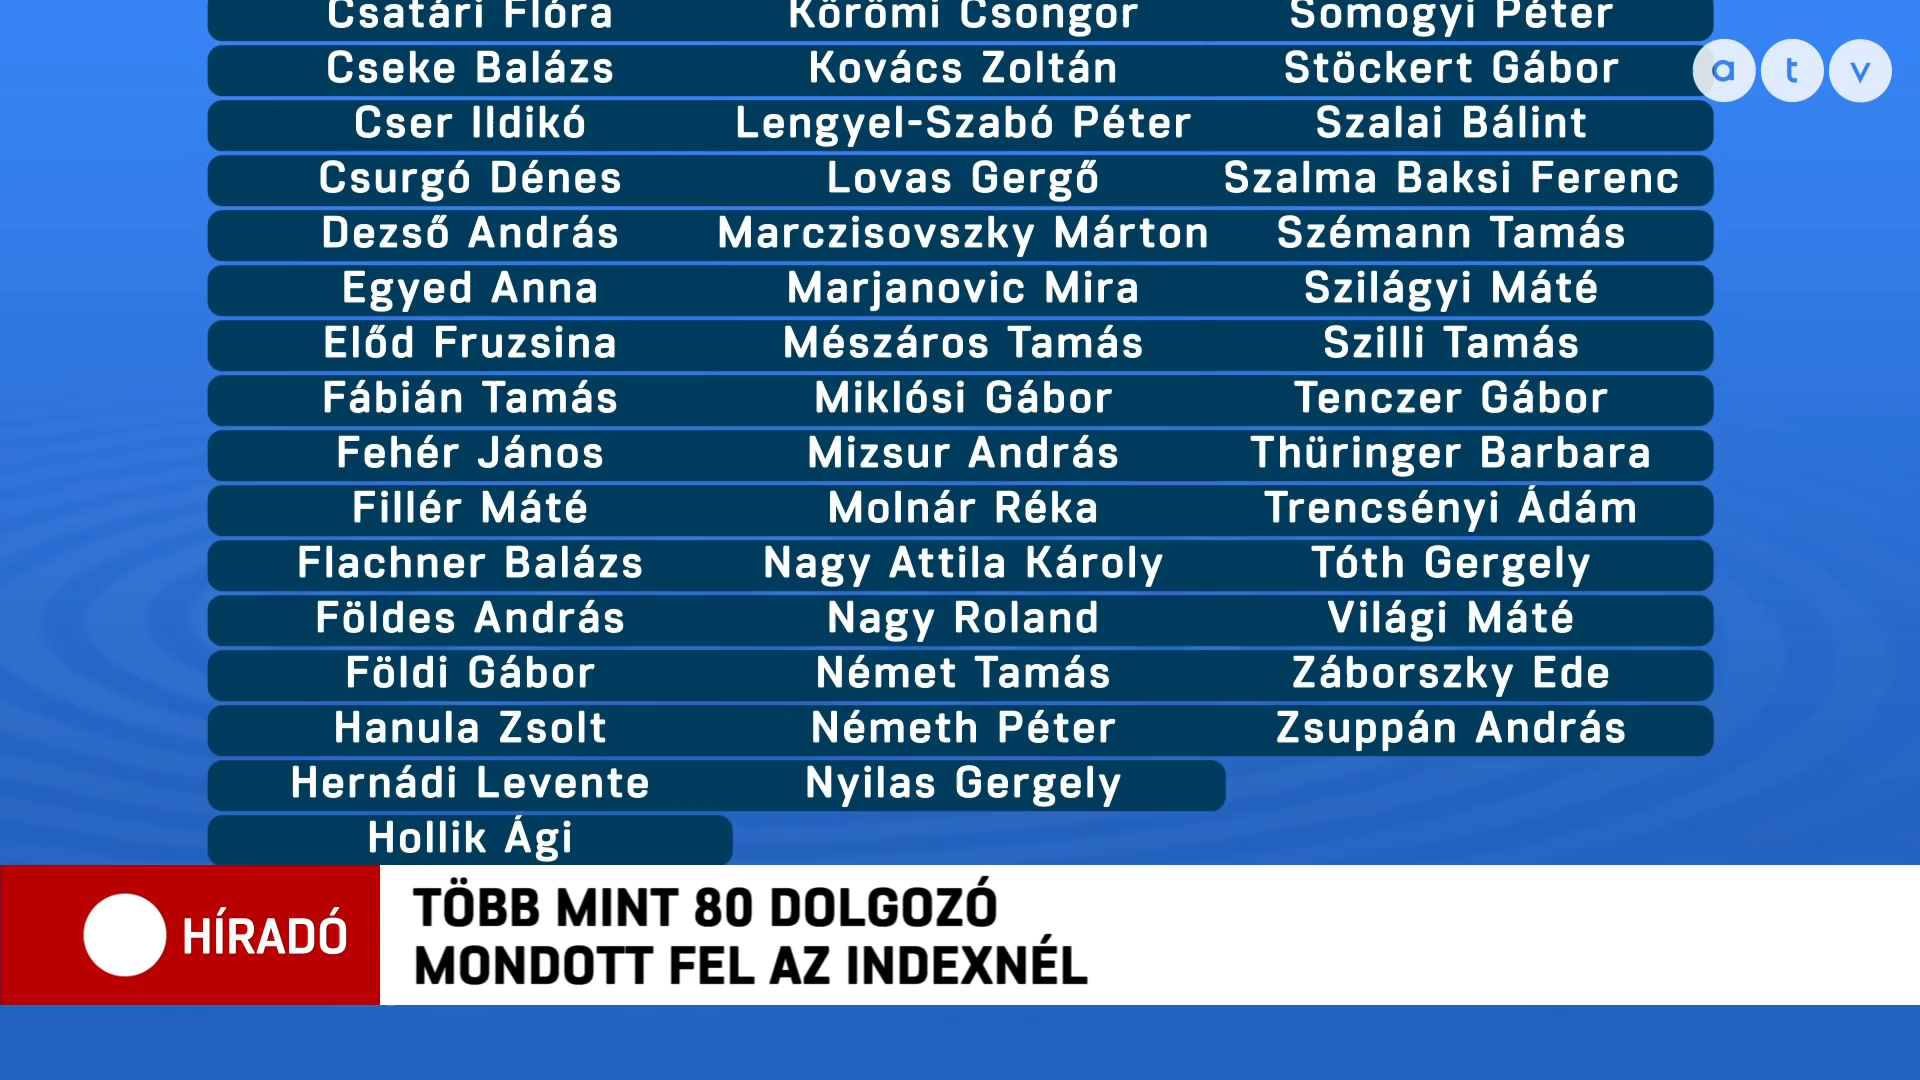 Csatári Flóra Körömi Csongor Somogyi Péter
Cseke Balázs Kovács Zoltán Stöckert Gábor
a t v
Cser Ildikó Lengyel-Szabó Péter Szalai Bálint
Csurgó Dénes Lovas Gergő Szalma Baksi Ferenc
Dezső András Marczisovszky Márton Szémann Tamás
Egyed Anna Marjanovic Mira Szilágyi Máté
Előd Fruzsina Mészáros Tamás Szilli Tamás
Fábián Tamás Miklósi Gábor Tenczer Gábor
Fehér János Mizsur András Thüringer Barbara
Fillér Máté Molnár Réka Trencsényi Ádám
Flachner Balázs Nagy Attila Károly Tóth Gergely
Földes András Nagy Roland Világi Máté
Földi Gábor Német Tamás Záborszky Ede
Hanula Zsolt Németh Péter Zsuppán András
Hernádi Levente Nyilas Gergely
Hollik Ági
HÍRADÓ
TÖBB MINT 80 DOLGOZÓ
MONDOTT FEL AZ INDEXNÉL